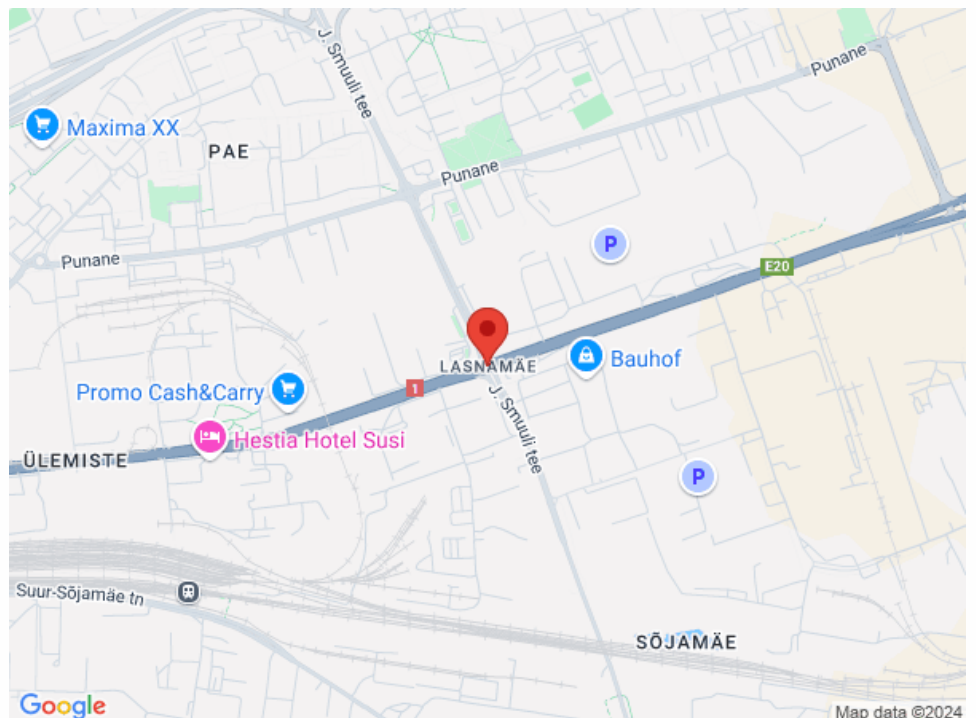 J. Smuuli tee
Punane
Maxima XX
PAE
Punane
Punane
P
E20
LASNAMÄE
Bauhof
1
Promo Cash&Carry
J. Smuuli tee
Hestia Hotel Susi
ÜLEMISTE
P
Suur-Sõjamäe tn
SÕJAMÄE
Google
Map data ©2024